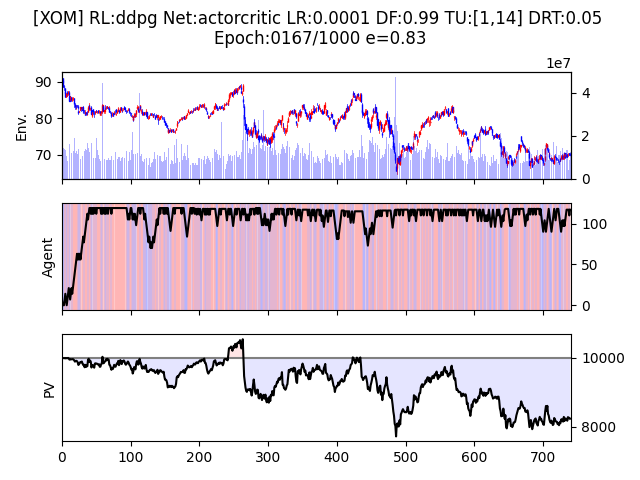 [XOM] RL:ddpg Net:actorcritic LR:0.0001 DF:0.99 TU:[1,14] DRT:0.05
Epoch:0167/1000 e=0.83
1e7
Env.
90
80
70
4
2
0
Agent
100
50
0
PV
10000
8000
0 100 200 300 400 500 600 700